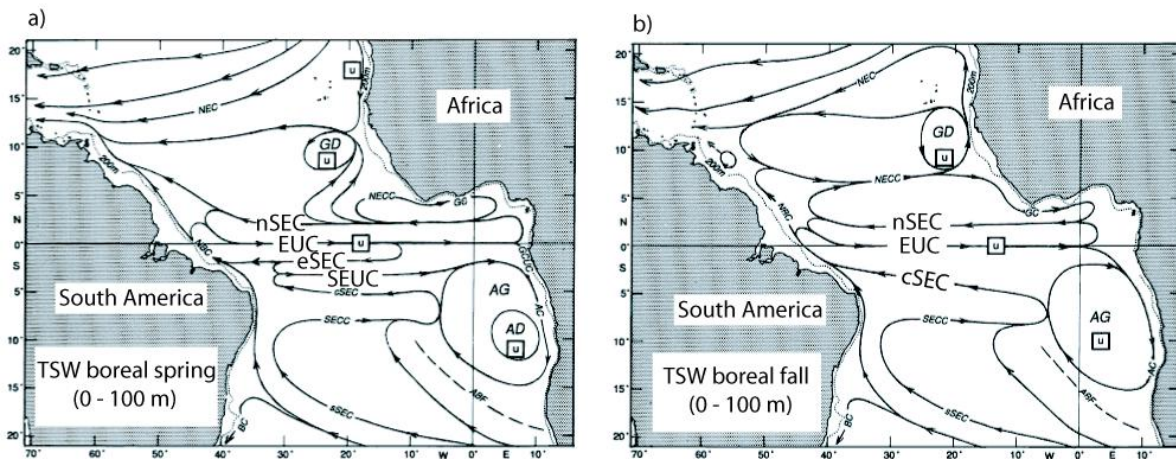 a)
20°
15°
10°
5°
N
0°
S
5°
10°
15°
20°
70°
60°
50°
40°
30°
20°
10°
W
0°
E
10°
u
200m
Africa
NEC
GD
u
200m
NECC
GC
nSEC
EUC
u
NBC
eSEC
GCUC
SEUC
cSEC
South America
AG
AC
SECC
AD
u
TSW boreal spring
(0 - 100 m)
ABF
sSEC
BC
b)
20°
15°
10°
5°
N
0°
S
5°
10°
15°
20°
70°
60°
50°
40°
30°
20°
10°
W
0°
E
10°
200m
Africa
NEC
GD
u
200m
NECC
GC
NBC
nSEC
EUC
u
cSEC
South America
AG
u
SECC
AC
TSW boreal fall
(0 - 100 m)
ABF
sSEC
BC